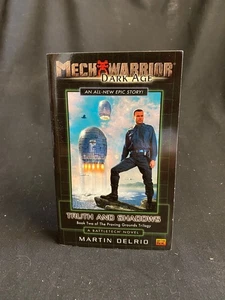 MECHWARRIOR
DARK AGE
AN ALL-NEW EPIC STORY!
TRUTH AND SHADOWS
Book Two of The Proving Grounds Trilogy
A BATTLETECH NOVEL
MARTIN DELRIO